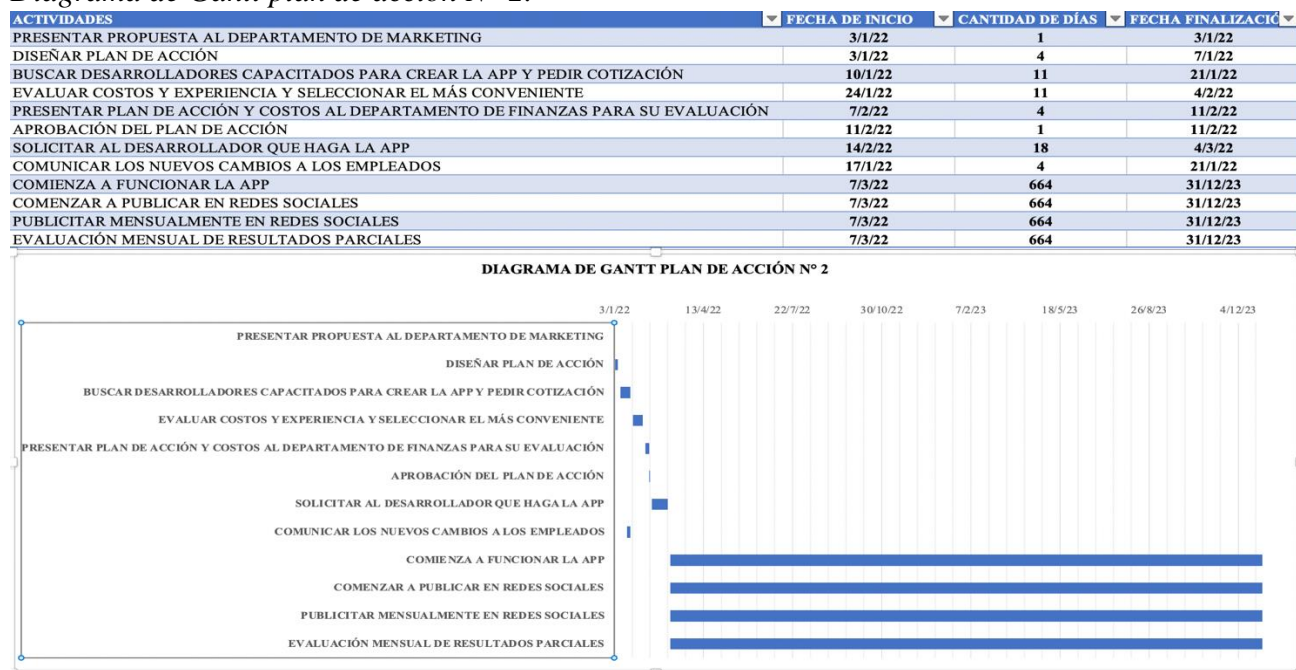 Diagrama de Gantt plan de acción N° 2.
ACTIVIDADES FECHA DE INICIO CANTIDAD DE DÍAS FECHA FINALIZACIÓ
PRESENTAR PROPUESTA AL DEPARTAMENTO DE MARKETING 3/1/22 1 3/1/22
DISEÑAR PLAN DE ACCIÓN 3/1/22 4 7/1/22
BUSCAR DESARROLLADORES CAPACITADOS PARA CREAR LA APP Y PEDIR COTIZACIÓN 10/1/22 11 21/1/22
EVALUAR COSTOS Y EXPERIENCIA Y SELECCIONAR EL MÁS CONVENIENTE 24/1/22 11 4/2/22
PRESENTAR PLAN DE ACCIÓN Y COSTOS AL DEPARTAMENTO DE FINANZAS PARA SU EVALUACIÓN 7/2/22 4 11/2/22
APROBACIÓN DEL PLAN DE ACCIÓN 11/2/22 1 11/2/22
SOLICITAR AL DESARROLLADOR QUE HAGA LA APP 14/2/22 18 4/3/22
COMUNICAR LOS NUEVOS CAMBIOS A LOS EMPLEADOS 17/1/22 4 21/1/22
COMIENZA A FUNCIONAR LA APP 7/3/22 664 31/12/23
COMENZAR A PUBLICAR EN REDES SOCIALES 7/3/22 664 31/12/23
PUBLICITAR MENSUALMENTE EN REDES SOCIALES 7/3/22 664 31/12/23
EVALUACIÓN MENSUAL DE RESULTADOS PARCIALES 7/3/22 664 31/12/23
DIAGRAMA DE GANTT PLAN DE ACCIÓN N° 2
3/1/22 13/4/22 22/7/22 30/10/22 7/2/23 18/5/23 26/8/23 4/12/23
PRESENTAR PROPUESTA AL DEPARTAMENTO DE MARKETING
DISEÑAR PLAN DE ACCIÓN
BUSCAR DESARROLLADORES CAPACITADOS PARA CREAR LA APP Y PEDIR COTIZACIÓN
EVALUAR COSTOS Y EXPERIENCIA Y SELECCIONAR EL MÁS CONVENIENTE
PRESENTAR PLAN DE ACCIÓN Y COSTOS AL DEPARTAMENTO DE FINANZAS PARA SU EVALUACIÓN
APROBACIÓN DEL PLAN DE ACCIÓN
SOLICITAR AL DESARROLLADOR QUE HAGA LA APP
COMUNICAR LOS NUEVOS CAMBIOS A LOS EMPLEADOS
COMIENZA A FUNCIONAR LA APP
COMENZAR A PUBLICAR EN REDES SOCIALES
PUBLICITAR MENSUALMENTE EN REDES SOCIALES
EVALUACIÓN MENSUAL DE RESULTADOS PARCIALES